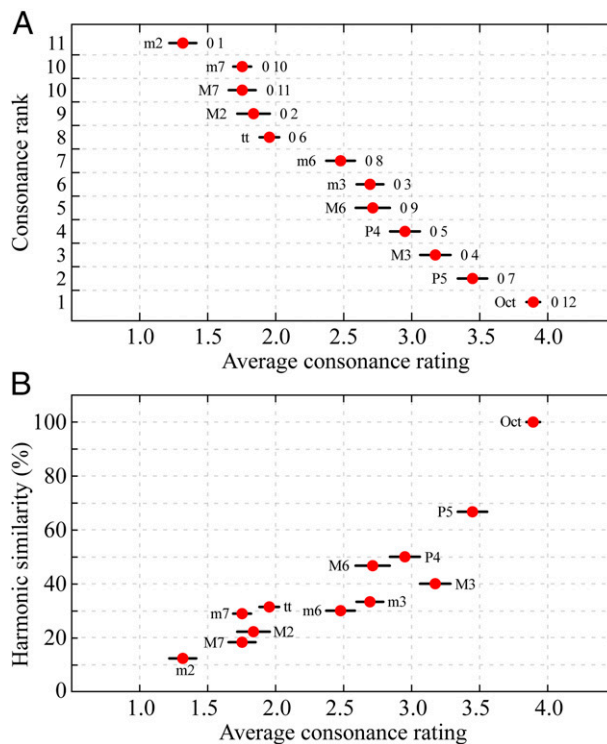 A
Consonance rank
11 m2 0 1
10 m7 0 10
10 M7 0 11
9 M2 0 2
8 tt 0 6
7 m6 0 8
6 m3 0 3
5 M6 0 9
4 P4 0 5
3 M3 0 4
2 P5 0 7
1 Oct 0 12
1.0 1.5 2.0 2.5 3.0 3.5 4.0
Average consonance rating
B
Harmonic similarity (%)
100 Oct
80
P5
60
M6 P4
40 M3
m7 tt m6 m3
20 M7 M2
m2
0
1.0 1.5 2.0 2.5 3.0 3.5 4.0
Average consonance rating